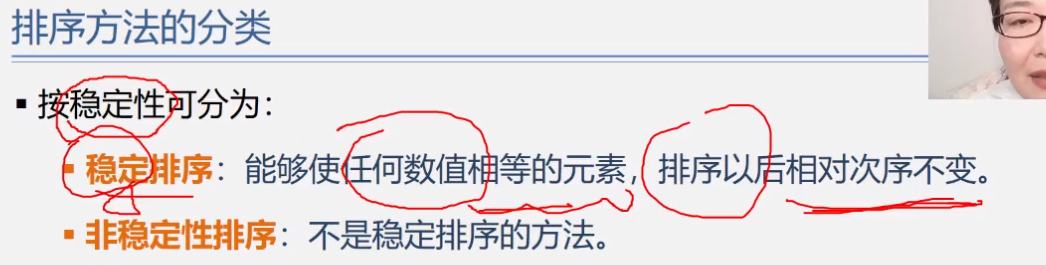 排序方法的分类
▪ 按稳定性可分为：
▪ 稳定排序：能够使任何数值相等的元素，排序以后相对次序不变。
▪ 非稳定性排序：不是稳定排序的方法。